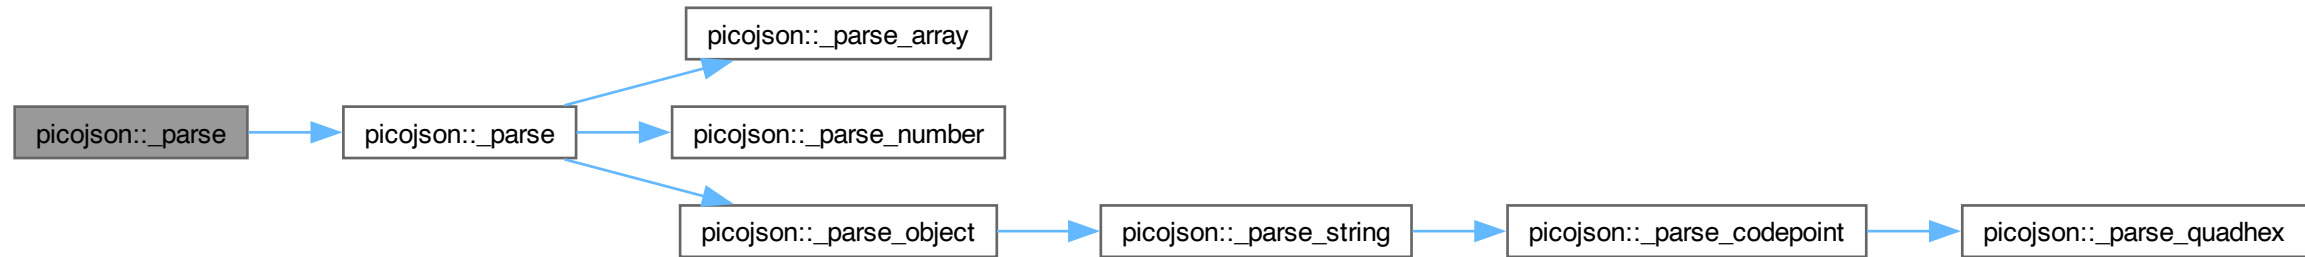 picojson::_parse_array
picojson::_parse
picojson::_parse
picojson::_parse_number
picojson::_parse_object
picojson::_parse_string
picojson::_parse_codepoint
picojson::_parse_quadhex